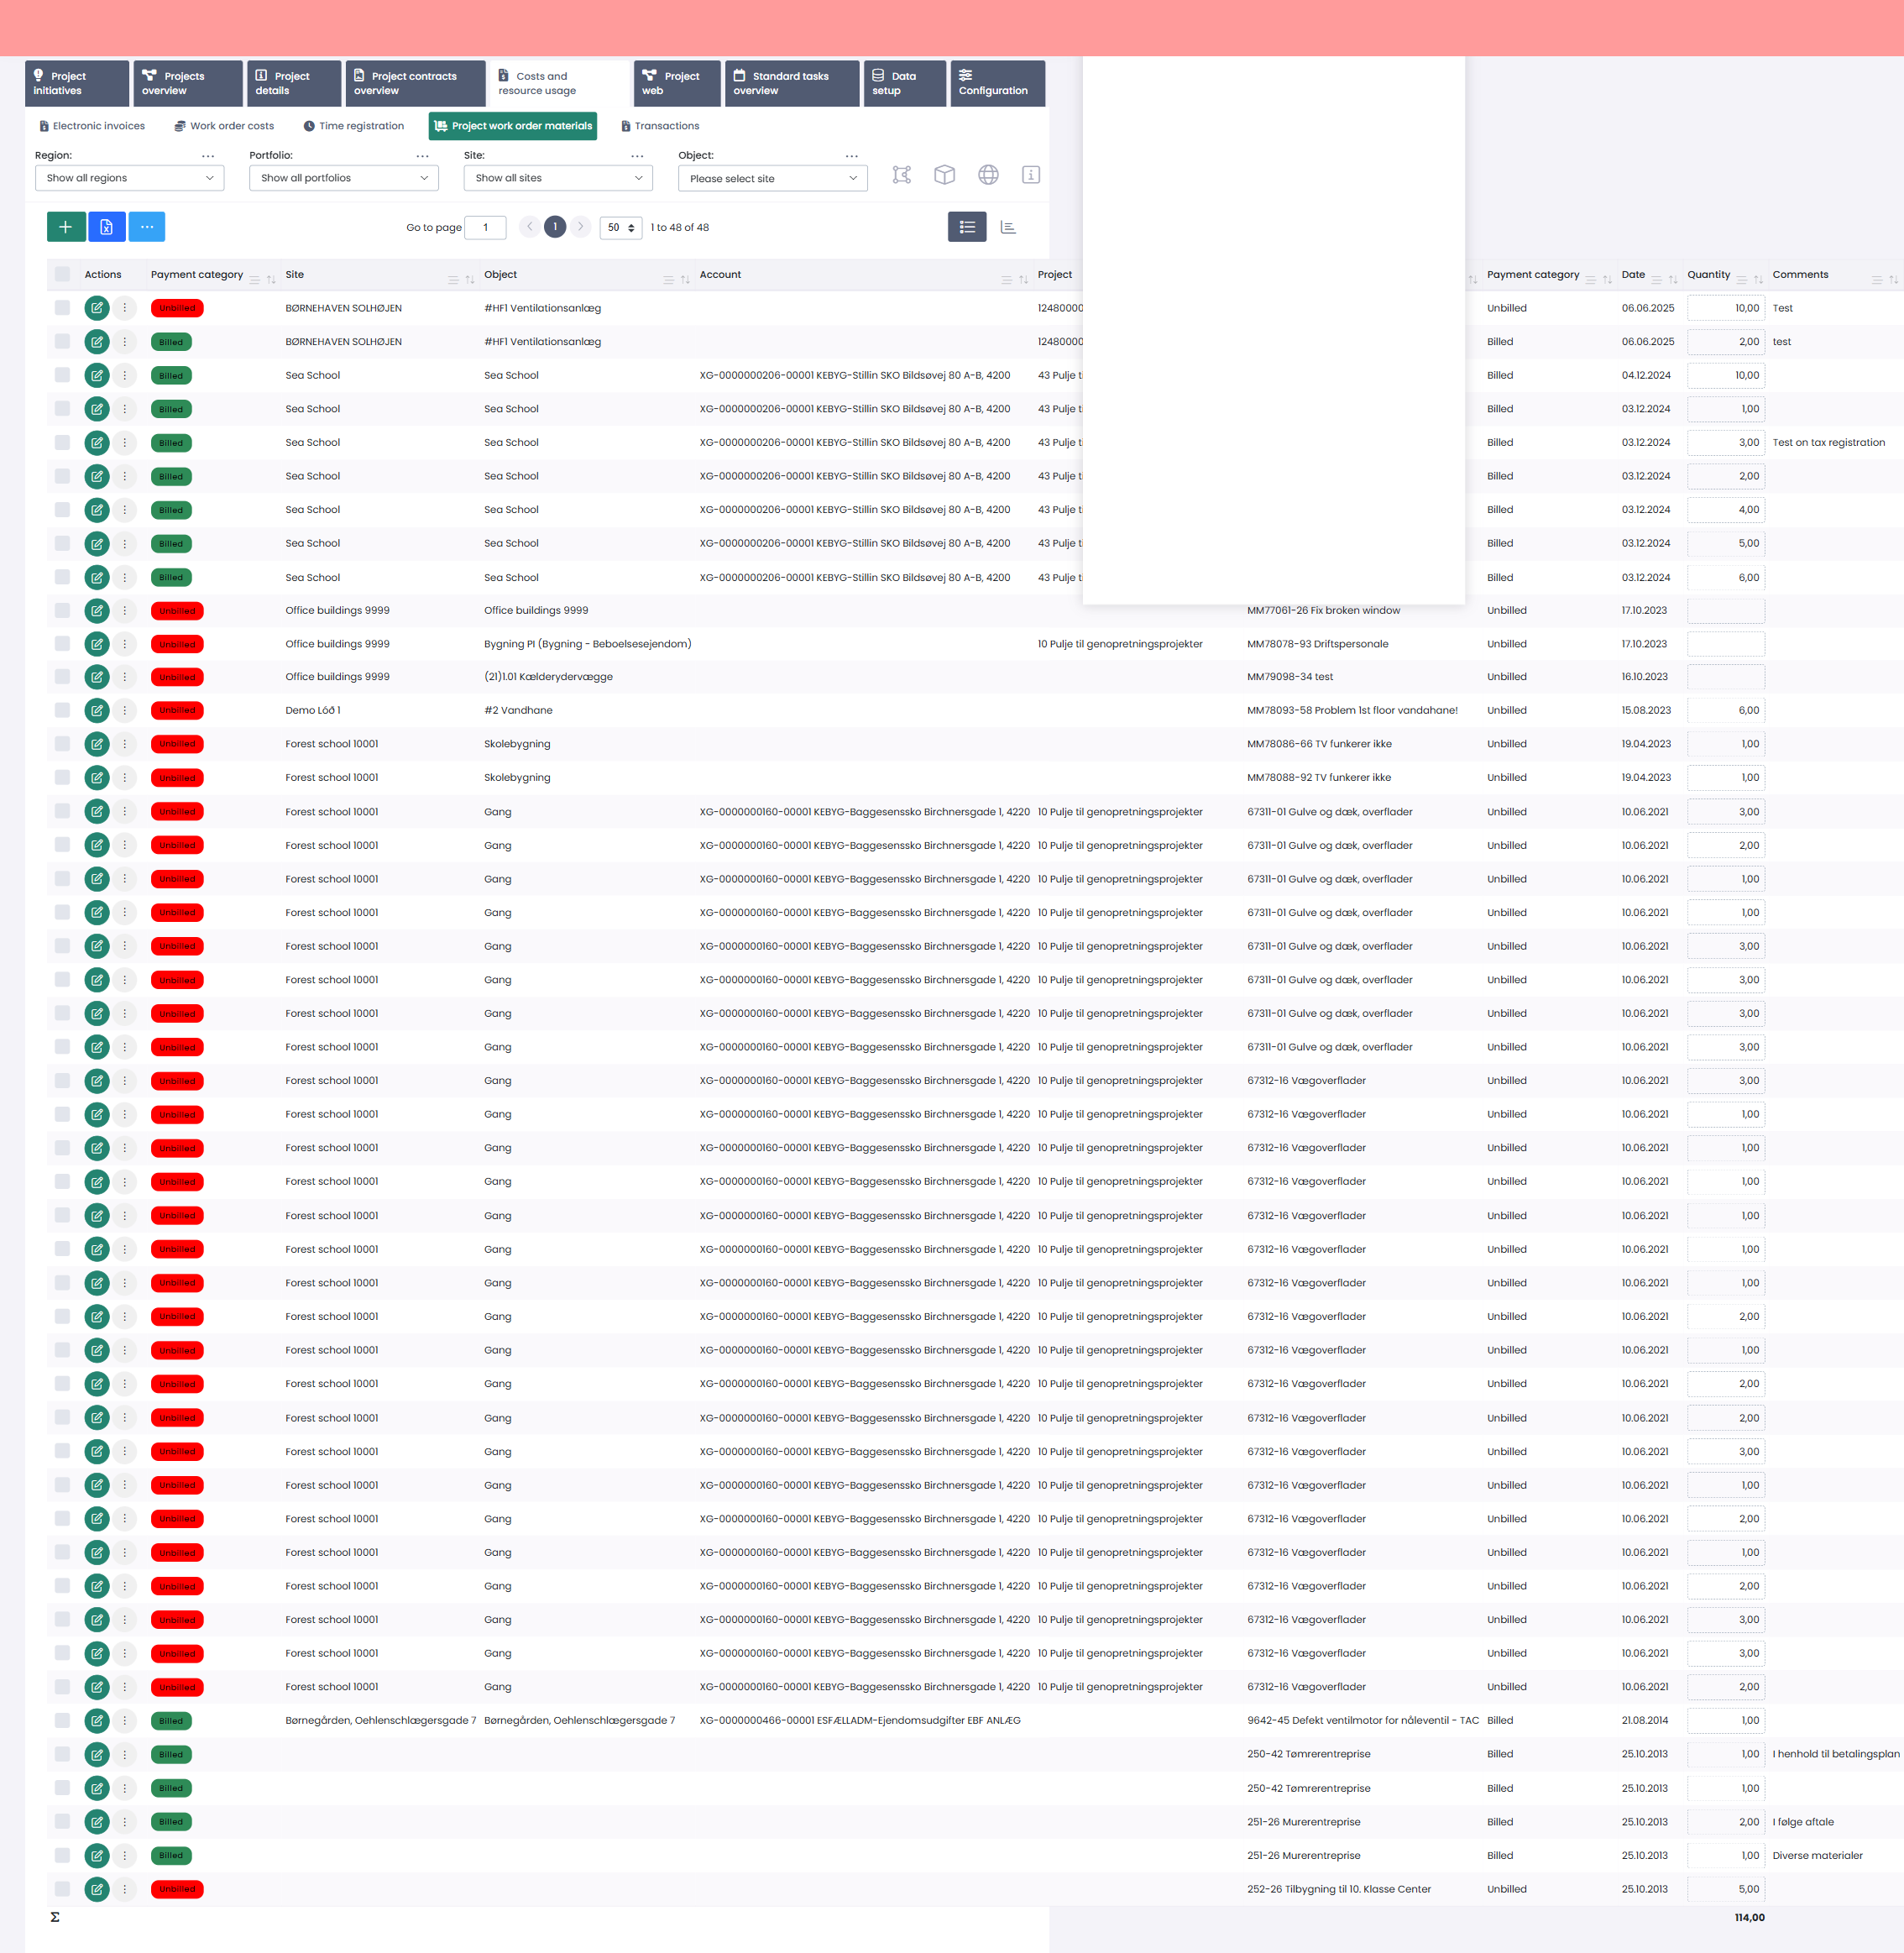 Project initiatives
Projects overview
Project details
Project contracts overview
Costs and resource usage
Project web
Standard tasks overview
Data setup
Configuration
Electronic invoices Work order costs Time registration Project work order materials Transactions
Region: ... Portfolio: ... Site: ... Object: ...
Show all regions Show all portfolios Show all sites Please select site
Go to page 1 1 50 1 to 48 of 48
Actions Payment category Site Object Account Project Payment category Date Quantity Comments
Unbilled BØRNEHAVEN SOLHØJEN #HF1 Ventilationsanlæg 12480000 Unbilled 06.06.2025 10,00 Test
Billed BØRNEHAVEN SOLHØJEN #HF1 Ventilationsanlæg 12480000 Billed 06.06.2025 2,00 test
Billed Sea School Sea School XG-0000000206-00001 KEBYG-Stillin SKO Bildsøvej 80 A-B, 4200 43 Pulje ti Billed 04.12.2024 10,00
Billed Sea School Sea School XG-0000000206-00001 KEBYG-Stillin SKO Bildsøvej 80 A-B, 4200 43 Pulje ti Billed 03.12.2024 1,00
Billed Sea School Sea School XG-0000000206-00001 KEBYG-Stillin SKO Bildsøvej 80 A-B, 4200 43 Pulje ti Billed 03.12.2024 3,00 Test on tax registration
Billed Sea School Sea School XG-0000000206-00001 KEBYG-Stillin SKO Bildsøvej 80 A-B, 4200 43 Pulje ti Billed 03.12.2024 2,00
Billed Sea School Sea School XG-0000000206-00001 KEBYG-Stillin SKO Bildsøvej 80 A-B, 4200 43 Pulje ti Billed 03.12.2024 4,00
Billed Sea School Sea School XG-0000000206-00001 KEBYG-Stillin SKO Bildsøvej 80 A-B, 4200 43 Pulje ti Billed 03.12.2024 5,00
Billed Sea School Sea School XG-0000000206-00001 KEBYG-Stillin SKO Bildsøvej 80 A-B, 4200 43 Pulje ti Billed 03.12.2024 6,00
Unbilled Office buildings 9999 Office buildings 9999 MM77061-26 Fix broken window Unbilled 17.10.2023
Unbilled Office buildings 9999 Bygning P1 (Bygning - Beboelsesejendom) 10 Pulje til genopretningsprojekter MM78078-93 Driftspersonale Unbilled 17.10.2023
Unbilled Office buildings 9999 (21)1.01 Kælderydervægge MM79098-34 test Unbilled 16.10.2023
Unbilled Demo Lóð 1 #2 Vandhane MM78093-58 Problem 1st floor vandahane! Unbilled 15.08.2023 6,00
Unbilled Forest school 10001 Skolebygning MM78086-66 TV funkerer ikke Unbilled 19.04.2023 1,00
Unbilled Forest school 10001 Skolebygning MM78088-92 TV funkerer ikke Unbilled 19.04.2023 1,00
Unbilled Forest school 10001 Gang XG-0000000160-00001 KEBYG-Baggesenssko Birchnersgade 1, 4220 10 Pulje til genopretningsprojekter 67311-01 Gulve og dæk, overflader Unbilled 10.06.2021 3,00
Unbilled Forest school 10001 Gang XG-0000000160-00001 KEBYG-Baggesenssko Birchnersgade 1, 4220 10 Pulje til genopretningsprojekter 67311-01 Gulve og dæk, overflader Unbilled 10.06.2021 2,00
Unbilled Forest school 10001 Gang XG-0000000160-00001 KEBYG-Baggesenssko Birchnersgade 1, 4220 10 Pulje til genopretningsprojekter 67311-01 Gulve og dæk, overflader Unbilled 10.06.2021 1,00
Unbilled Forest school 10001 Gang XG-0000000160-00001 KEBYG-Baggesenssko Birchnersgade 1, 4220 10 Pulje til genopretningsprojekter 67311-01 Gulve og dæk, overflader Unbilled 10.06.2021 1,00
Unbilled Forest school 10001 Gang XG-0000000160-00001 KEBYG-Baggesenssko Birchnersgade 1, 4220 10 Pulje til genopretningsprojekter 67311-01 Gulve og dæk, overflader Unbilled 10.06.2021 3,00
Unbilled Forest school 10001 Gang XG-0000000160-00001 KEBYG-Baggesenssko Birchnersgade 1, 4220 10 Pulje til genopretningsprojekter 67311-01 Gulve og dæk, overflader Unbilled 10.06.2021 3,00
Unbilled Forest school 10001 Gang XG-0000000160-00001 KEBYG-Baggesenssko Birchnersgade 1, 4220 10 Pulje til genopretningsprojekter 67311-01 Gulve og dæk, overflader Unbilled 10.06.2021 3,00
Unbilled Forest school 10001 Gang XG-0000000160-00001 KEBYG-Baggesenssko Birchnersgade 1, 4220 10 Pulje til genopretningsprojekter 67311-01 Gulve og dæk, overflader Unbilled 10.06.2021 3,00
Unbilled Forest school 10001 Gang XG-0000000160-00001 KEBYG-Baggesenssko Birchnersgade 1, 4220 10 Pulje til genopretningsprojekter 67312-16 Vægoverflader Unbilled 10.06.2021 3,00
Unbilled Forest school 10001 Gang XG-0000000160-00001 KEBYG-Baggesenssko Birchnersgade 1, 4220 10 Pulje til genopretningsprojekter 67312-16 Vægoverflader Unbilled 10.06.2021 1,00
Unbilled Forest school 10001 Gang XG-0000000160-00001 KEBYG-Baggesenssko Birchnersgade 1, 4220 10 Pulje til genopretningsprojekter 67312-16 Vægoverflader Unbilled 10.06.2021 1,00
Unbilled Forest school 10001 Gang XG-0000000160-00001 KEBYG-Baggesenssko Birchnersgade 1, 4220 10 Pulje til genopretningsprojekter 67312-16 Vægoverflader Unbilled 10.06.2021 1,00
Unbilled Forest school 10001 Gang XG-0000000160-00001 KEBYG-Baggesenssko Birchnersgade 1, 4220 10 Pulje til genopretningsprojekter 67312-16 Vægoverflader Unbilled 10.06.2021 1,00
Unbilled Forest school 10001 Gang XG-0000000160-00001 KEBYG-Baggesenssko Birchnersgade 1, 4220 10 Pulje til genopretningsprojekter 67312-16 Vægoverflader Unbilled 10.06.2021 1,00
Unbilled Forest school 10001 Gang XG-0000000160-00001 KEBYG-Baggesenssko Birchnersgade 1, 4220 10 Pulje til genopretningsprojekter 67312-16 Vægoverflader Unbilled 10.06.2021 1,00
Unbilled Forest school 10001 Gang XG-0000000160-00001 KEBYG-Baggesenssko Birchnersgade 1, 4220 10 Pulje til genopretningsprojekter 67312-16 Vægoverflader Unbilled 10.06.2021 2,00
Unbilled Forest school 10001 Gang XG-0000000160-00001 KEBYG-Baggesenssko Birchnersgade 1, 4220 10 Pulje til genopretningsprojekter 67312-16 Vægoverflader Unbilled 10.06.2021 1,00
Unbilled Forest school 10001 Gang XG-0000000160-00001 KEBYG-Baggesenssko Birchnersgade 1, 4220 10 Pulje til genopretningsprojekter 67312-16 Vægoverflader Unbilled 10.06.2021 2,00
Unbilled Forest school 10001 Gang XG-0000000160-00001 KEBYG-Baggesenssko Birchnersgade 1, 4220 10 Pulje til genopretningsprojekter 67312-16 Vægoverflader Unbilled 10.06.2021 2,00
Unbilled Forest school 10001 Gang XG-0000000160-00001 KEBYG-Baggesenssko Birchnersgade 1, 4220 10 Pulje til genopretningsprojekter 67312-16 Vægoverflader Unbilled 10.06.2021 3,00
Unbilled Forest school 10001 Gang XG-0000000160-00001 KEBYG-Baggesenssko Birchnersgade 1, 4220 10 Pulje til genopretningsprojekter 67312-16 Vægoverflader Unbilled 10.06.2021 1,00
Unbilled Forest school 10001 Gang XG-0000000160-00001 KEBYG-Baggesenssko Birchnersgade 1, 4220 10 Pulje til genopretningsprojekter 67312-16 Vægoverflader Unbilled 10.06.2021 2,00
Unbilled Forest school 10001 Gang XG-0000000160-00001 KEBYG-Baggesenssko Birchnersgade 1, 4220 10 Pulje til genopretningsprojekter 67312-16 Vægoverflader Unbilled 10.06.2021 1,00
Unbilled Forest school 10001 Gang XG-0000000160-00001 KEBYG-Baggesenssko Birchnersgade 1, 4220 10 Pulje til genopretningsprojekter 67312-16 Vægoverflader Unbilled 10.06.2021 2,00
Unbilled Forest school 10001 Gang XG-0000000160-00001 KEBYG-Baggesenssko Birchnersgade 1, 4220 10 Pulje til genopretningsprojekter 67312-16 Vægoverflader Unbilled 10.06.2021 3,00
Unbilled Forest school 10001 Gang XG-0000000160-00001 KEBYG-Baggesenssko Birchnersgade 1, 4220 10 Pulje til genopretningsprojekter 67312-16 Vægoverflader Unbilled 10.06.2021 3,00
Unbilled Forest school 10001 Gang XG-0000000160-00001 KEBYG-Baggesenssko Birchnersgade 1, 4220 10 Pulje til genopretningsprojekter 67312-16 Vægoverflader Unbilled 10.06.2021 2,00
Billed Børnegården, Oehlenschlægersgade 7 Børnegården, Oehlenschlægersgade 7 XG-0000000466-00001 ESFÆLLADM-Ejendomsudgifter EBF ANLÆG 9642-45 Defekt ventilmotor for nåleventil - TAC Billed 21.08.2014 1,00
Billed 250-42 Tømrerentreprise Billed 25.10.2013 1,00 I henhold til betalingsplan
Billed 250-42 Tømrerentreprise Billed 25.10.2013 1,00
Billed 251-26 Murerentreprise Billed 25.10.2013 2,00 I følge aftale
Billed 251-26 Murerentreprise Billed 25.10.2013 1,00 Diverse materialer
Unbilled 252-26 Tilbygning til 10. Klasse Center Unbilled 25.10.2013 5,00
Σ 114,00